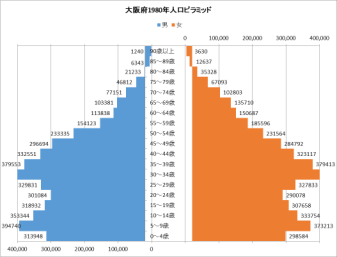 大阪府1980年人口ピラミッド
男 女
0 100,000 200,000 300,000 400,000
1240 90歳以上 3630
6343 85～89歳 12637
21233 80～84歳 35328
46812 75～79歳 67093
77151 70～74歳 102803
103381 65～69歳 135710
113838 60～64歳 150687
154123 55～59歳 185596
233335 50～54歳 231564
296694 45～49歳 284792
332551 40～44歳 323117
379553 35～39歳 379413
30～34歳
329831 25～29歳 327833
301084 20～24歳 290078
318932 15～19歳 307658
353344 10～14歳 333754
394743 5～9歳 373213
313948 0～4歳 298584
400,000 300,000 200,000 100,000 0